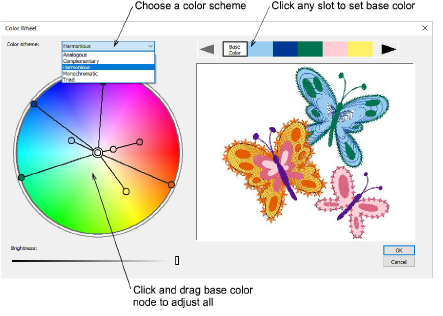 Choose a color scheme
Click any slot to set base color
Color Wheel
Color scheme:
Harmonious
Base
Color
Analogous
Complementary
Harmonious
Monochromatic
Triad
Brightness:
OK
Cancel
Click and drag base color
node to adjust all